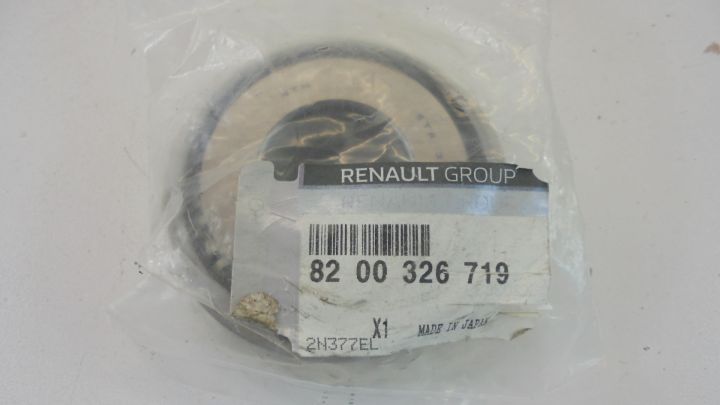 RENAULT GROUP
82 00 326 719
X1
MADE IN JAPAN
2N377EL